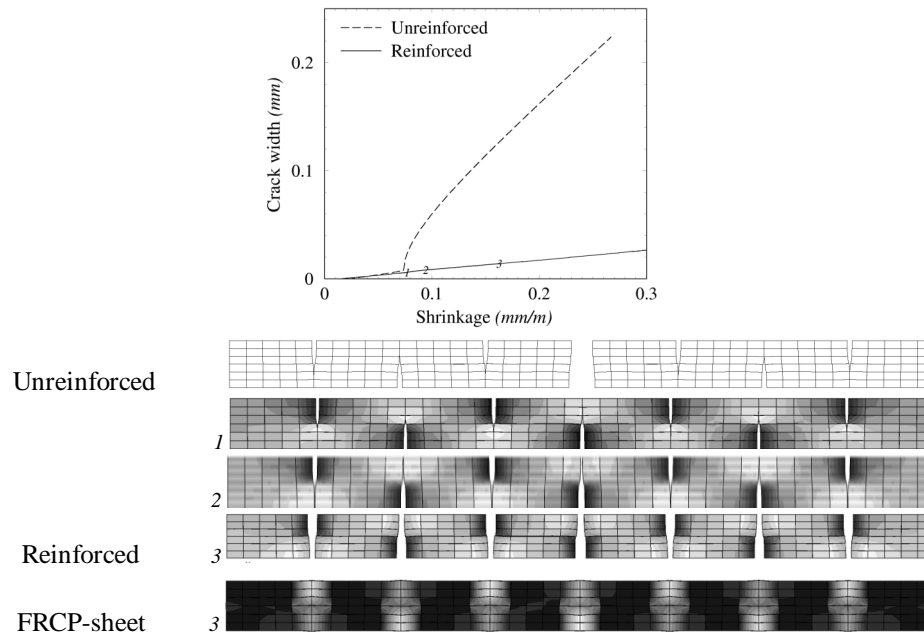 Unreinforced
Reinforced
0.2
0.1
0
Crack width (mm)
1
2
3
0 0.1 0.2 0.3
Shrinkage (mm/m)
Unreinforced
1
2
Reinforced 3
FRCP-sheet 3